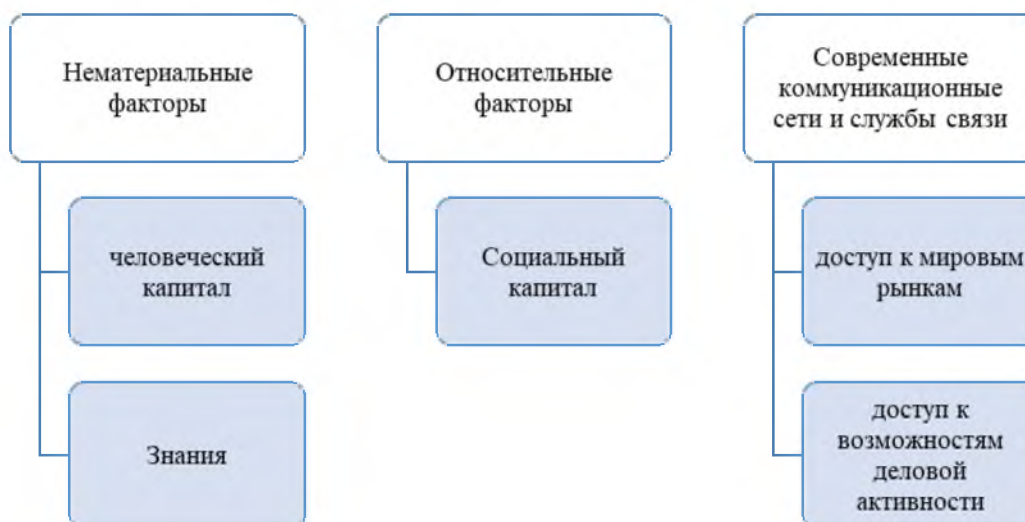 Нематериальные
факторы
человеческий
капитал
Знания
Относительные
факторы
Социальный
капитал
Современные
коммуникационные
сети и службы связи
доступ к мировым
рынкам
доступ к
возможностям
деловой
активности